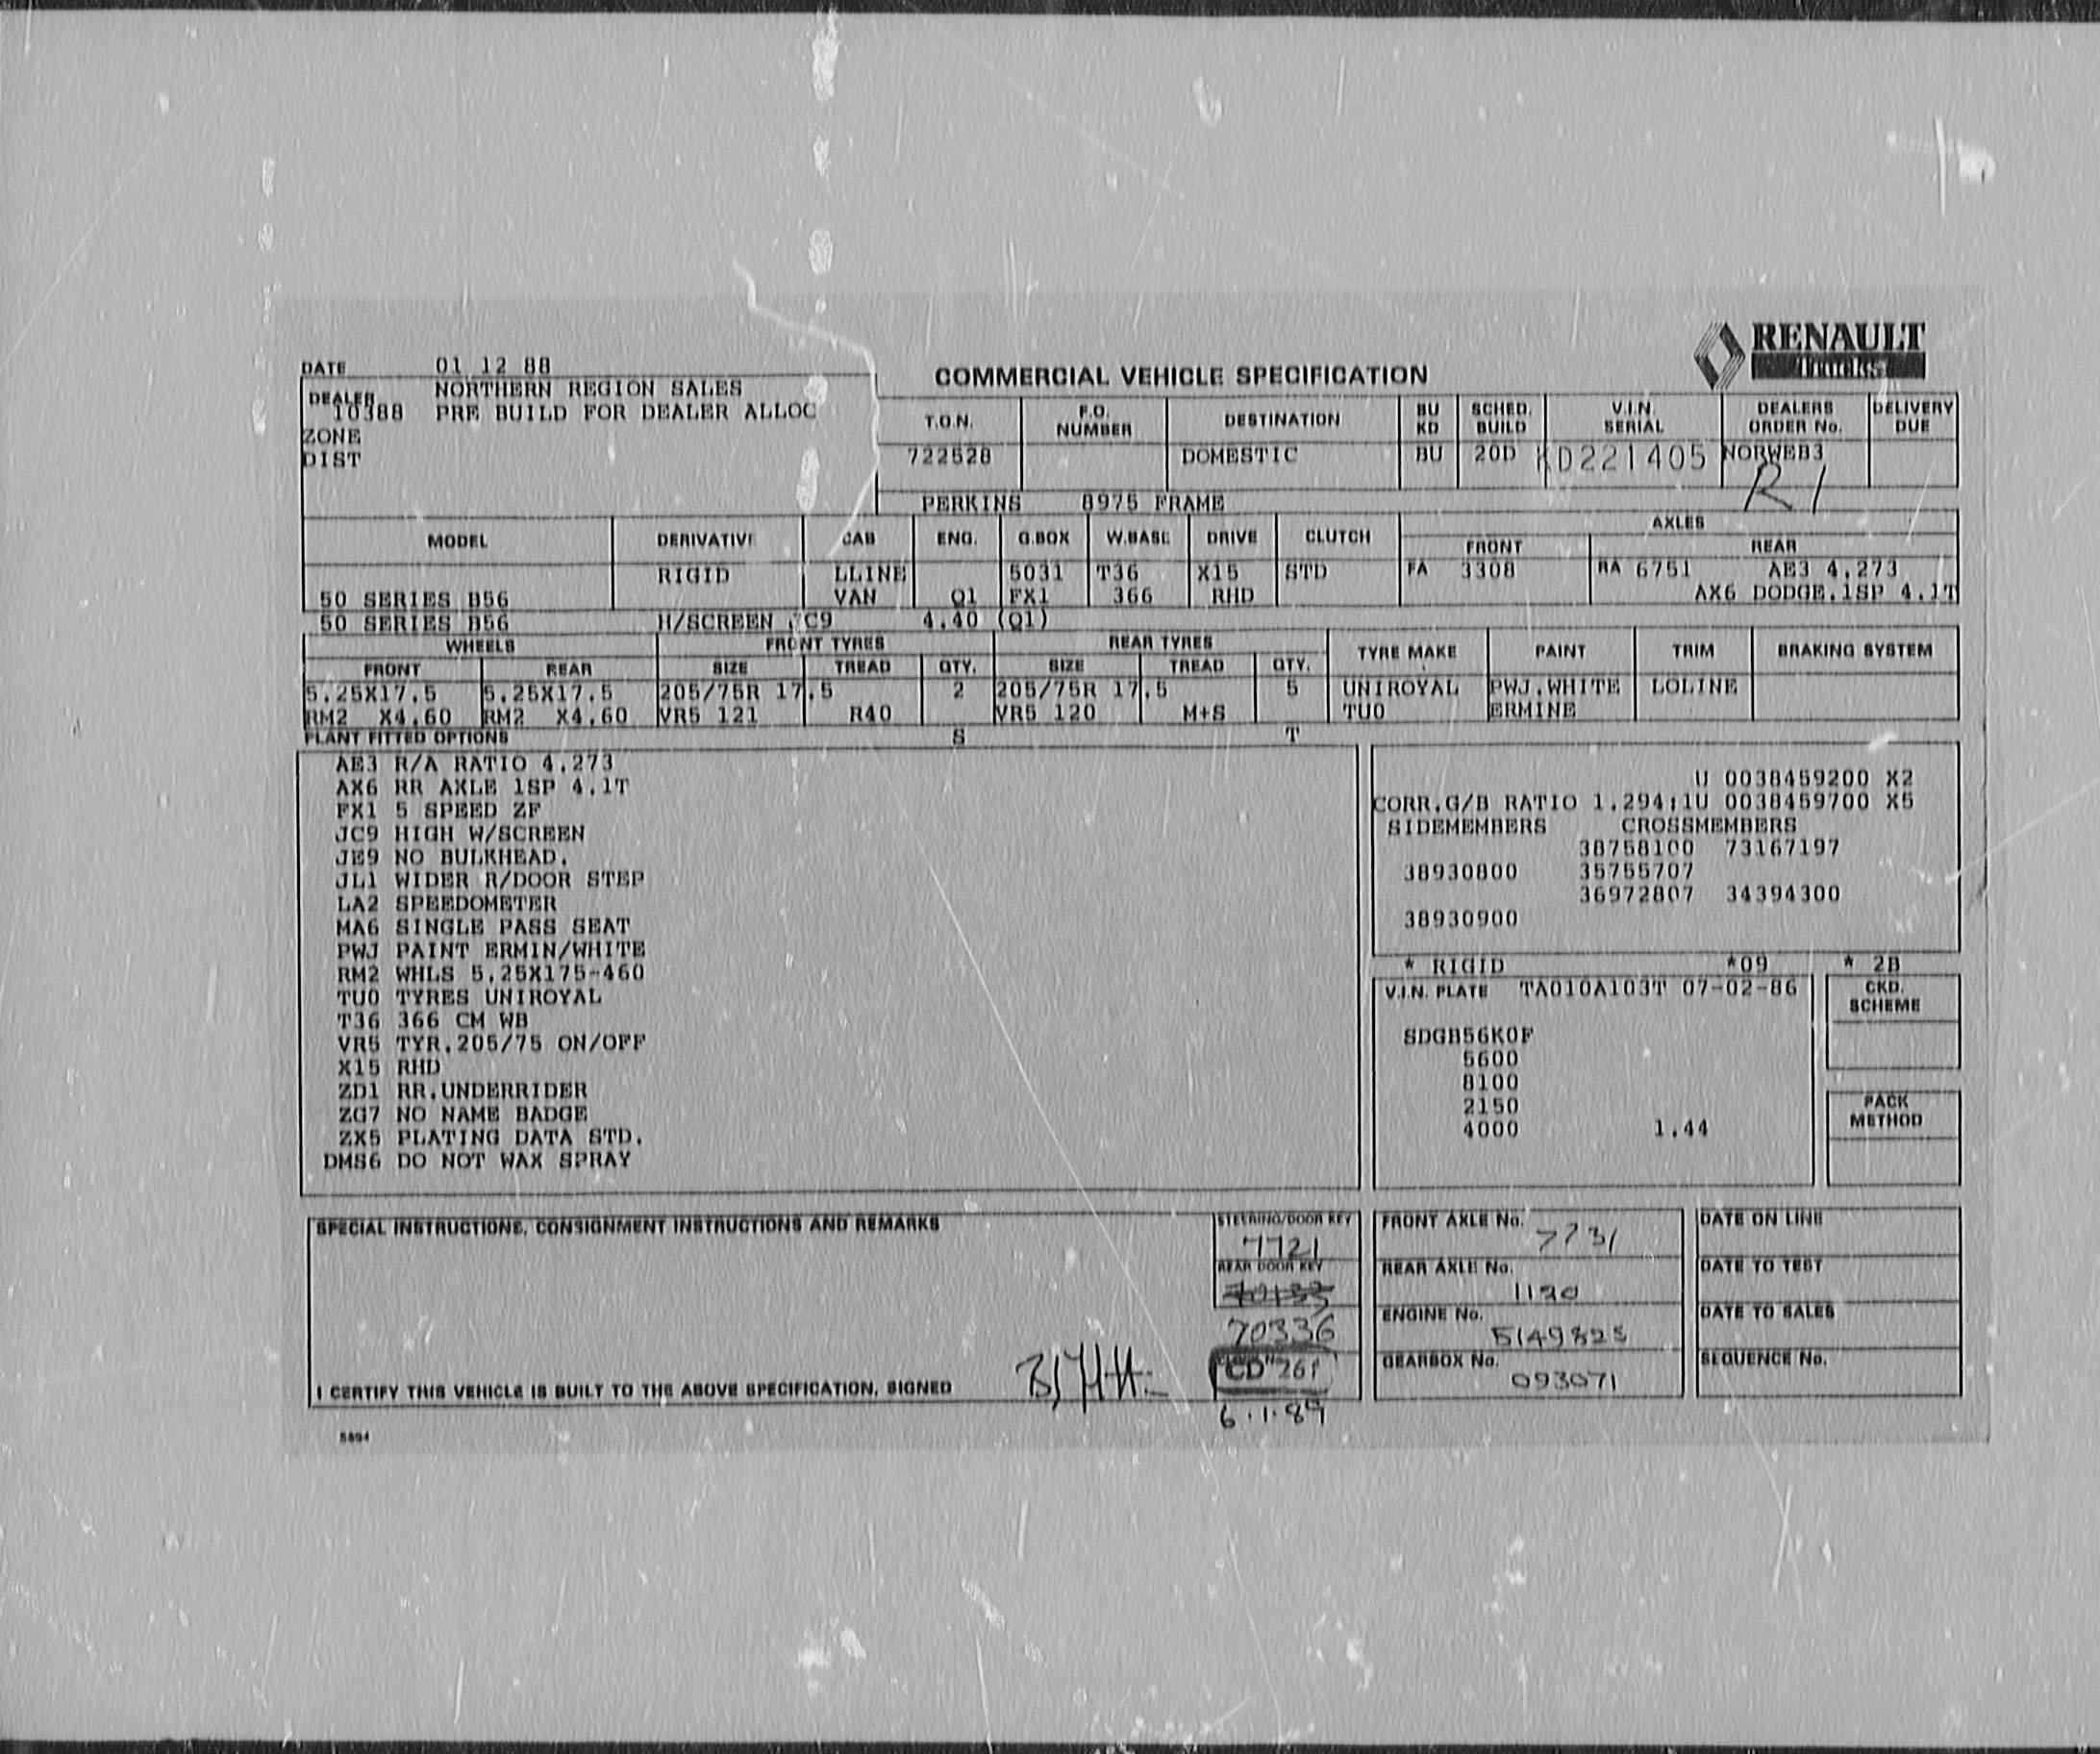 RENAULT
Trucks
DATE 01 12 88
COMMERCIAL VEHICLE SPECIFICATION
DEALER NORTHERN REGION SALES
10388 PRE BUILD FOR DEALER ALLOC
ZONE
DIST
T.O.N. F.O. NUMBER DESTINATION BU KD SCHED. BUILD V.I.N. SERIAL DEALERS ORDER No. DELIVERY DUE
722528 DOMESTIC BU 20D KD221405 NORWEB3
R1
PERKINS 8975 FRAME
MODEL DERIVATIVE CAB ENG. G.BOX W.BASE DRIVE CLUTCH AXLES
FRONT REAR
RIGID LLINE 5031 T36 X15 STD FA 3308 RA 6751 AE3 4.273
50 SERIES B56 VAN Q1 FX1 366 RHD AX6 DODGE.1SP 4.1T
50 SERIES B56 H/SCREEN JC9 4.40 (Q1)
WHEELS FRONT TYRES REAR TYRES TYRE MAKE PAINT TRIM BRAKING SYSTEM
FRONT REAR SIZE TREAD QTY. SIZE TREAD QTY.
5.25X17.5 5.25X17.5 205/75R 17.5 2 205/75R 17.5 5 UNIROYAL PWJ.WHITE LOLINE
RM2 X4.60 RM2 X4.60 VR5 121 R40 VR5 120 M+S TU0 ERMINE
PLANT FITTED OPTIONS S T
AE3 R/A RATIO 4.273
AX6 RR AXLE 1SP 4.1T
FX1 5 SPEED ZF
JC9 HIGH W/SCREEN
JE9 NO BULKHEAD.
JL1 WIDER R/DOOR STEP
LA2 SPEEDOMETER
MA6 SINGLE PASS SEAT
PWJ PAINT ERMIN/WHITE
RM2 WHLS 5.25X175-460
TU0 TYRES UNIROYAL
T36 366 CM WB
VR5 TYR.205/75 ON/OFF
X15 RHD
ZD1 RR.UNDERRIDER
ZG7 NO NAME BADGE
ZX5 PLATING DATA STD.
DMS6 DO NOT WAX SPRAY
U 0038459200 X2
CORR.G/B RATIO 1.294:1U 0038459700 X5
SIDEMEMBERS CROSSMEMBERS
38758100 73167197
38930800 35755707
36972807 34394300
38930900
* RIGID *09 * 2B
V.I.N. PLATE TA010A103T 07-02-86
CKD. SCHEME
SDGB56K0F
5600
8100
2150
4000 1.44
PACK METHOD
SPECIAL INSTRUCTIONS, CONSIGNMENT INSTRUCTIONS AND REMARKS
STEERING/DOOR KEY
7721
REAR DOOR KEY
70336
CD 261
6.1.89
I CERTIFY THIS VEHICLE IS BUILT TO THE ABOVE SPECIFICATION, SIGNED
FRONT AXLE No. 7731
REAR AXLE No. 1190
ENGINE No. 5149825
GEARBOX No. 093071
DATE ON LINE
DATE TO TEST
DATE TO SALES
SEQUENCE No.
5894